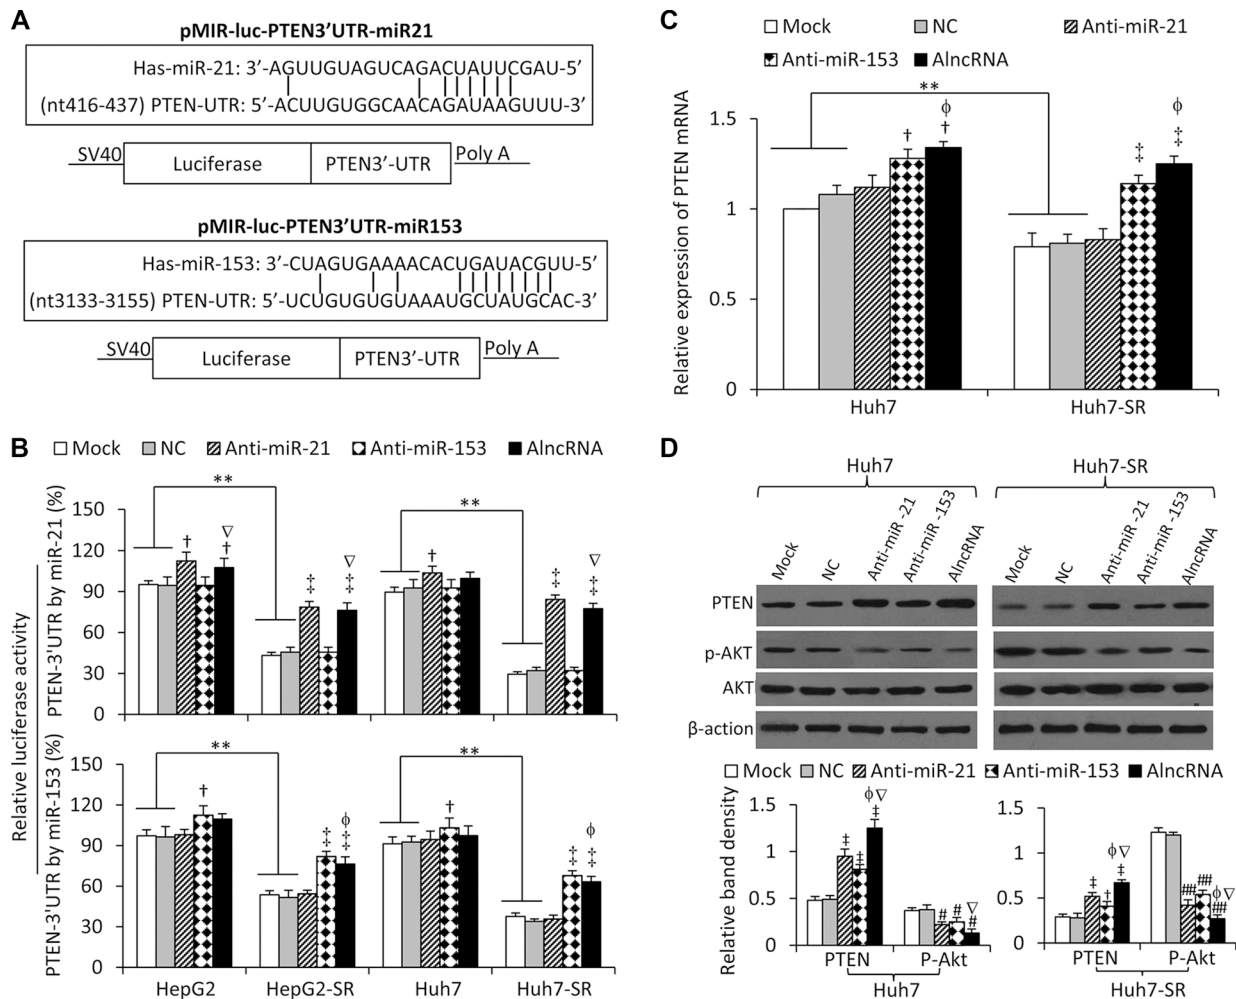 A
pMIR-luc-PTEN3’UTR-miR21
Has-miR-21: 3’-AGUUGUAGUCAGACUAUUCGAU-5’
(nt416-437) PTEN-UTR: 5’-ACUUGUGGCAACAGAUAAGUUU-3’
SV40 Luciferase PTEN3’-UTR Poly A
pMIR-luc-PTEN3’UTR-miR153
Has-miR-153: 3’-CUAGUGAAAACACUGAUACGUU-5’
(nt3133-3155) PTEN-UTR: 5’-UCUGUGUGUAAAUGCUAUGCAC-3’
SV40 Luciferase PTEN3’-UTR Poly A
B
Mock NC Anti-miR-21 Anti-miR-153 AlncRNA
Relative luciferase activity
PTEN-3'UTR by miR-21 (%)
150
120
90
60
30
0
** **
† † ∇ ‡ ‡ ∇ † ‡ ‡ ∇
PTEN-3'UTR by miR-153 (%)
150
120
90
60
30
0
** **
† ‡ ‡ ϕ † ‡ ‡ ϕ
HepG2 HepG2-SR Huh7 Huh7-SR
C
Mock NC Anti-miR-21
Anti-miR-153 AlncRNA
Relative expression of PTEN mRNA
1.5
1
0.5
0
**
† † ϕ ‡ ‡ ϕ
Huh7 Huh7-SR
D
Huh7 Huh7-SR
Mock NC Anti-miR -21 Anti-miR -153 AlncRNA
Mock NC Anti-miR-21 Anti-miR -153 AlncRNA
PTEN
p-AKT
AKT
β-action
Mock NC Anti-miR-21 Anti-miR-153 AlncRNA
Relative band density
1.5
1
0.5
0
‡ ‡ ϕ ∇ ‡ # # ∇ #
PTEN P-Akt
Huh7
1.5
1
0.5
0
‡ † ϕ ∇ ‡ ## ## ϕ ∇ ##
PTEN P-Akt
Huh7-SR